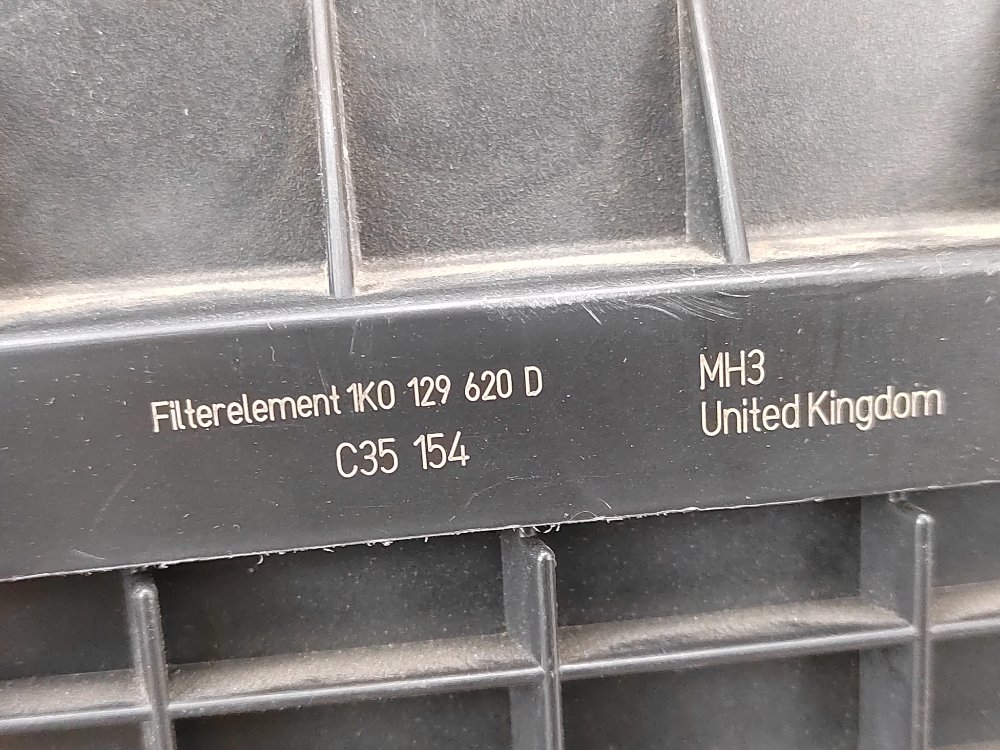 Filterelement 1K0 129 620 D
C35 154
MH3
United Kingdom